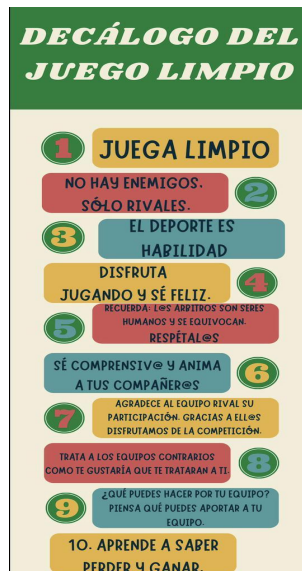 DECÁLOGO DEL
JUEGO LIMPIO
1
JUEGA LIMPIO
NO HAY ENEMIGOS.
SÓLO RIVALES.
2
3
EL DEPORTE ES
HABILIDAD
DISFRUTA
JUGANDO Y SÉ FELIZ.
4
5
RECUERDA: L@S ARBITROS SON SERES
HUMANOS Y SE EQUIVOCAN.
RESPÉTAL@S
SÉ COMPRENSIV@ Y ANIMA
A TUS COMPAÑER@S
6
7
AGRADECE AL EQUIPO RIVAL SU
PARTICIPACIÓN. GRACIAS A ELL@S
DISFRUTAMOS DE LA COMPETICIÓN.
TRATA A LOS EQUIPOS CONTRARIOS
COMO TE GUSTARÍA QUE TE TRATARAN A TI.
8
9
¿QUÉ PUEDES HACER POR TU EQUIPO?
PIENSA QUÉ PUEDES APORTAR A TU
EQUIPO.
10. APRENDE A SABER
PERDER Y GANAR.